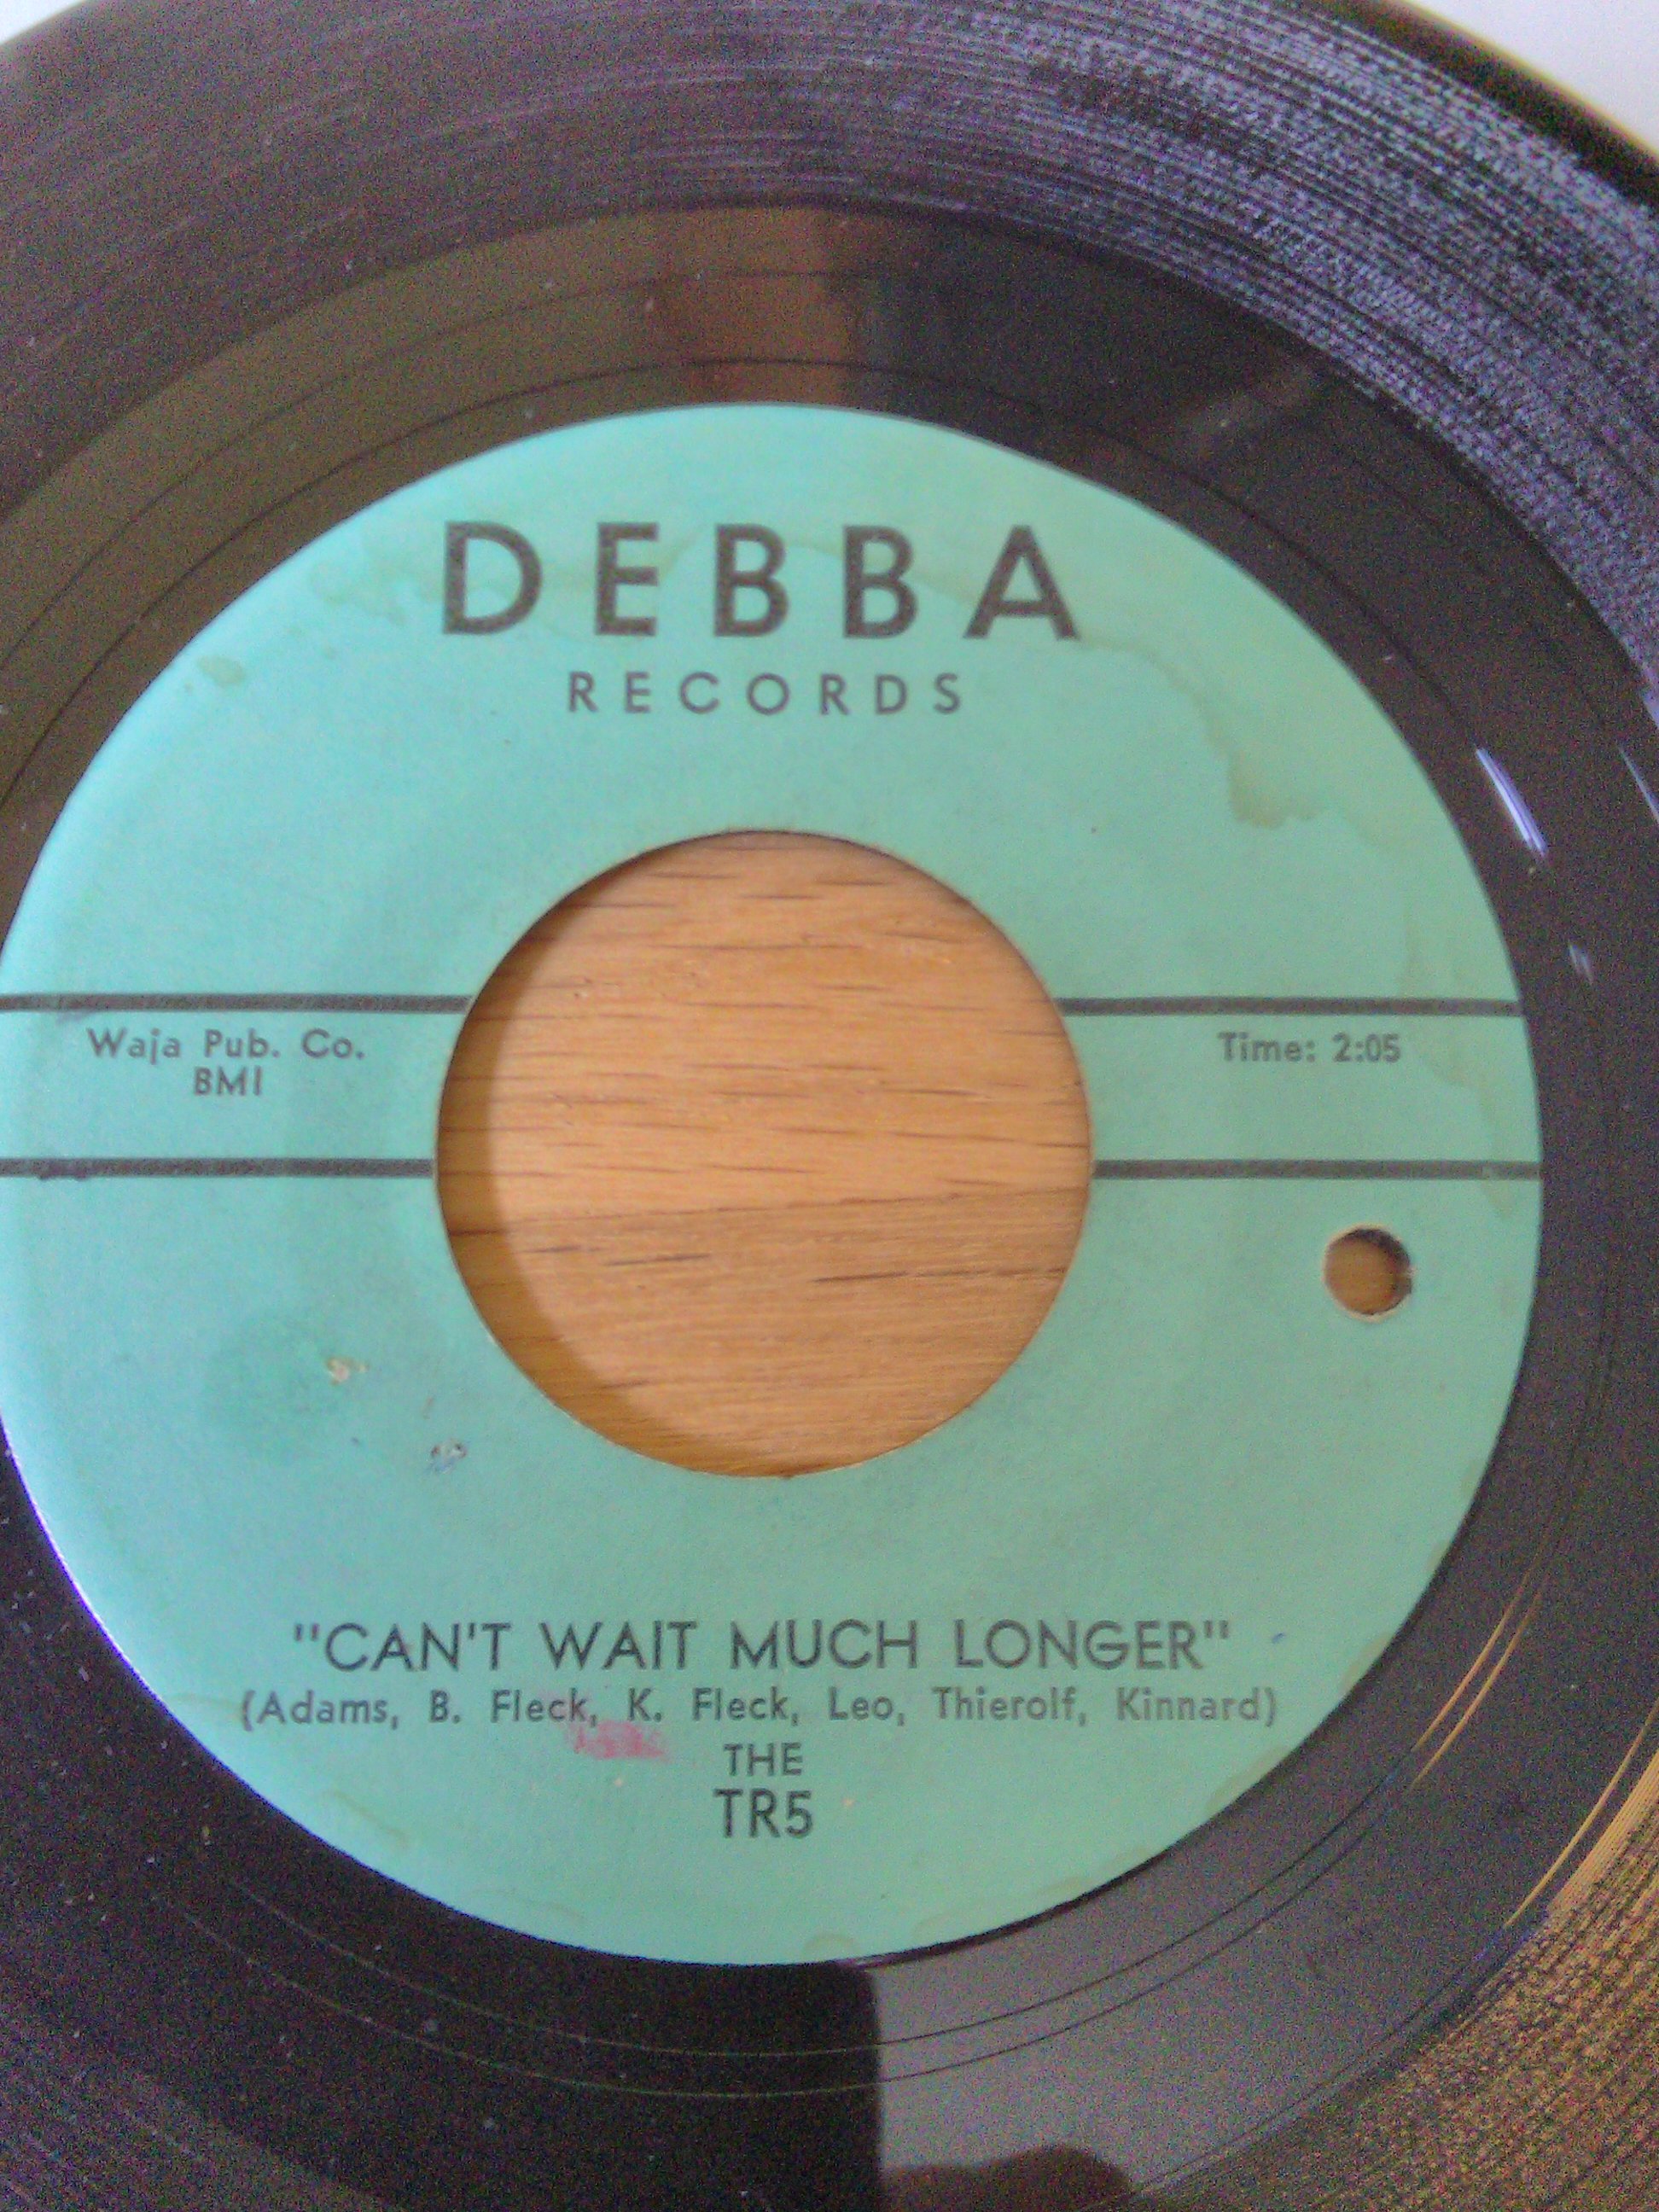 DEBBA
RECORDS
Waja Pub. Co.
BMI
Time: 2:05
"CAN'T WAIT MUCH LONGER"
(Adams, B. Fleck, K. Fleck, Leo, Thierolf, Kinnard)
THE
TR5